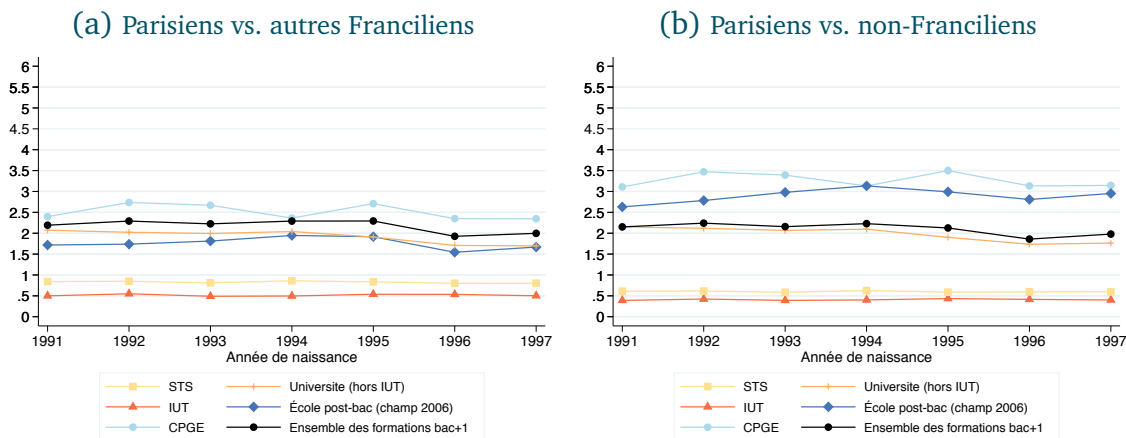 (a) Parisiens vs. autres Franciliens
6
5.5
5
4.5
4
3.5
3
2.5
2
1.5
1
.5
0
1991 1992 1993 1994 1995 1996 1997
Année de naissance
STS Universite (hors IUT)
IUT École post-bac (champ 2006)
CPGE Ensemble des formations bac+1
(b) Parisiens vs. non-Franciliens
6
5.5
5
4.5
4
3.5
3
2.5
2
1.5
1
.5
0
1991 1992 1993 1994 1995 1996 1997
Année de naissance
STS Universite (hors IUT)
IUT École post-bac (champ 2006)
CPGE Ensemble des formations bac+1